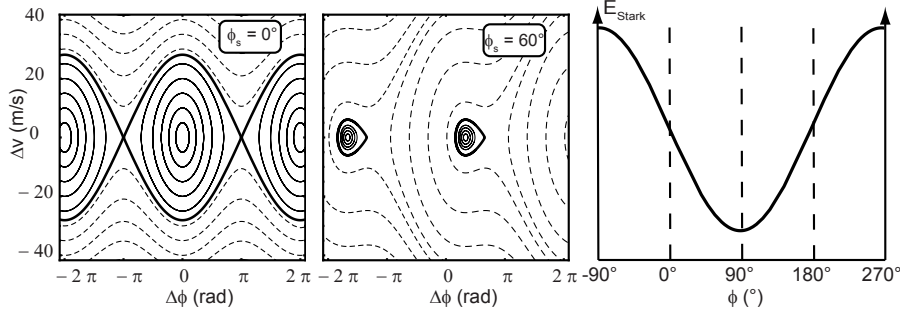 40
20
0
– 20
– 40
Δv (m/s)
ϕs = 0°
– 2 π
–π
0
π
2 π
Δϕ (rad)
ϕs = 60°
– 2 π
–π
0
π
2 π
Δϕ (rad)
EStark
-90°
0°
90°
180°
270°
ϕ (°)